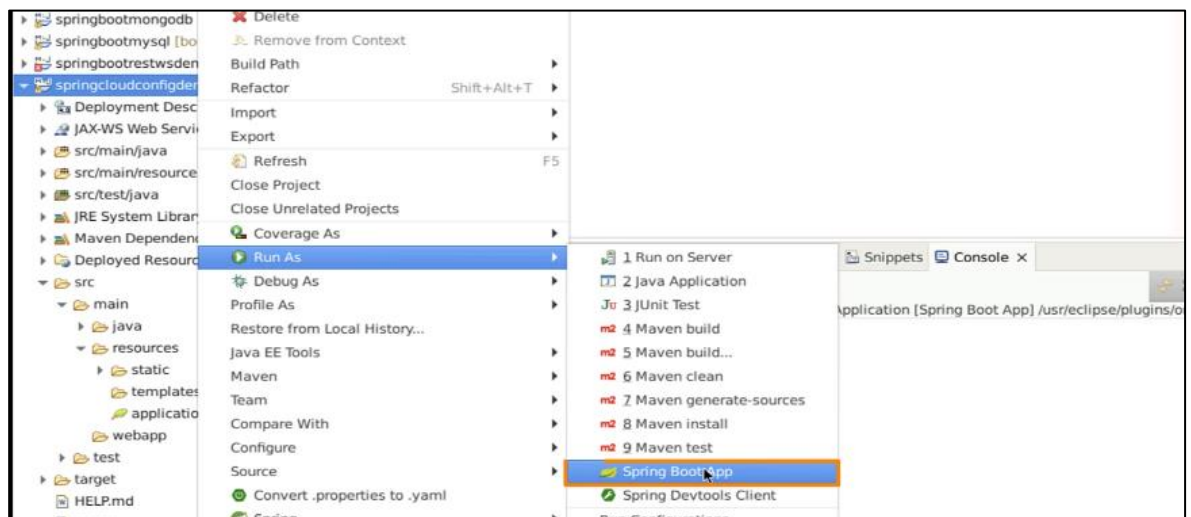 springbootmongodb
springbootmysql [bo
springbootrestwsden
springcloudconfigder
Deployment Desc
JAX-WS Web Servi
src/main/java
src/main/resource
src/test/java
JRE System Librar
Maven Dependen
Deployed Resourc
src
main
java
resources
static
templates
applicatio
webapp
test
target
HELP.md
Delete
Remove from Context
Build Path
Refactor Shift+Alt+T
Import
Export
Refresh F5
Close Project
Close Unrelated Projects
Coverage As
Run As
Debug As
Profile As
Restore from Local History...
Java EE Tools
Maven
Team
Compare With
Configure
Source
Convert .properties to .yaml
Spring
1 Run on Server
2 Java Application
Ju 3 JUnit Test
m2 4 Maven build
m2 5 Maven build...
m2 6 Maven clean
m2 7 Maven generate-sources
m2 8 Maven install
m2 9 Maven test
Spring Boot App
Spring Devtools Client
Run Configurations...
Snippets Console
Application [Spring Boot App] /usr/eclipse/plugins/o